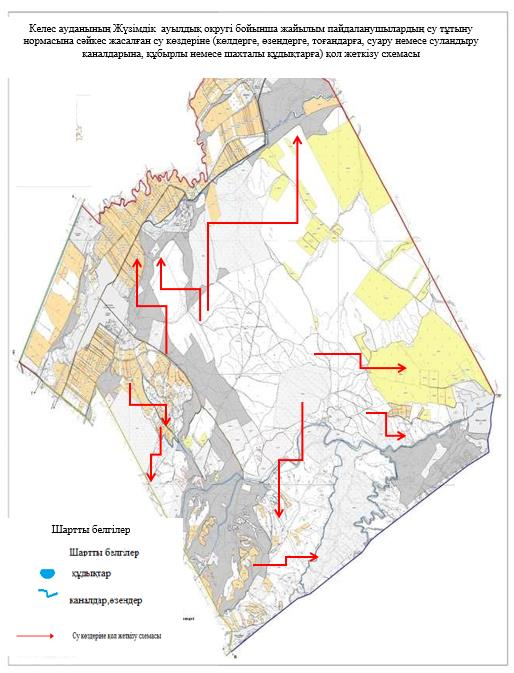 Келес ауданының Жүзімдік ауылдық округі бойынша жайылым пайдаланушылардың су тұтыну
нормасына сәйкес жасалған су көздеріне (көлдерге, өзендерге, тоғандарға, суару немесе суландыру
каналдарына, құбырлы немесе шахталы құдықтарға) қол жеткізу схемасы
Шартты белгілер
Шартты бөлгілер
құдықтар
каналдар,өзендер
Су көздеріне қол жеткізу схемасы